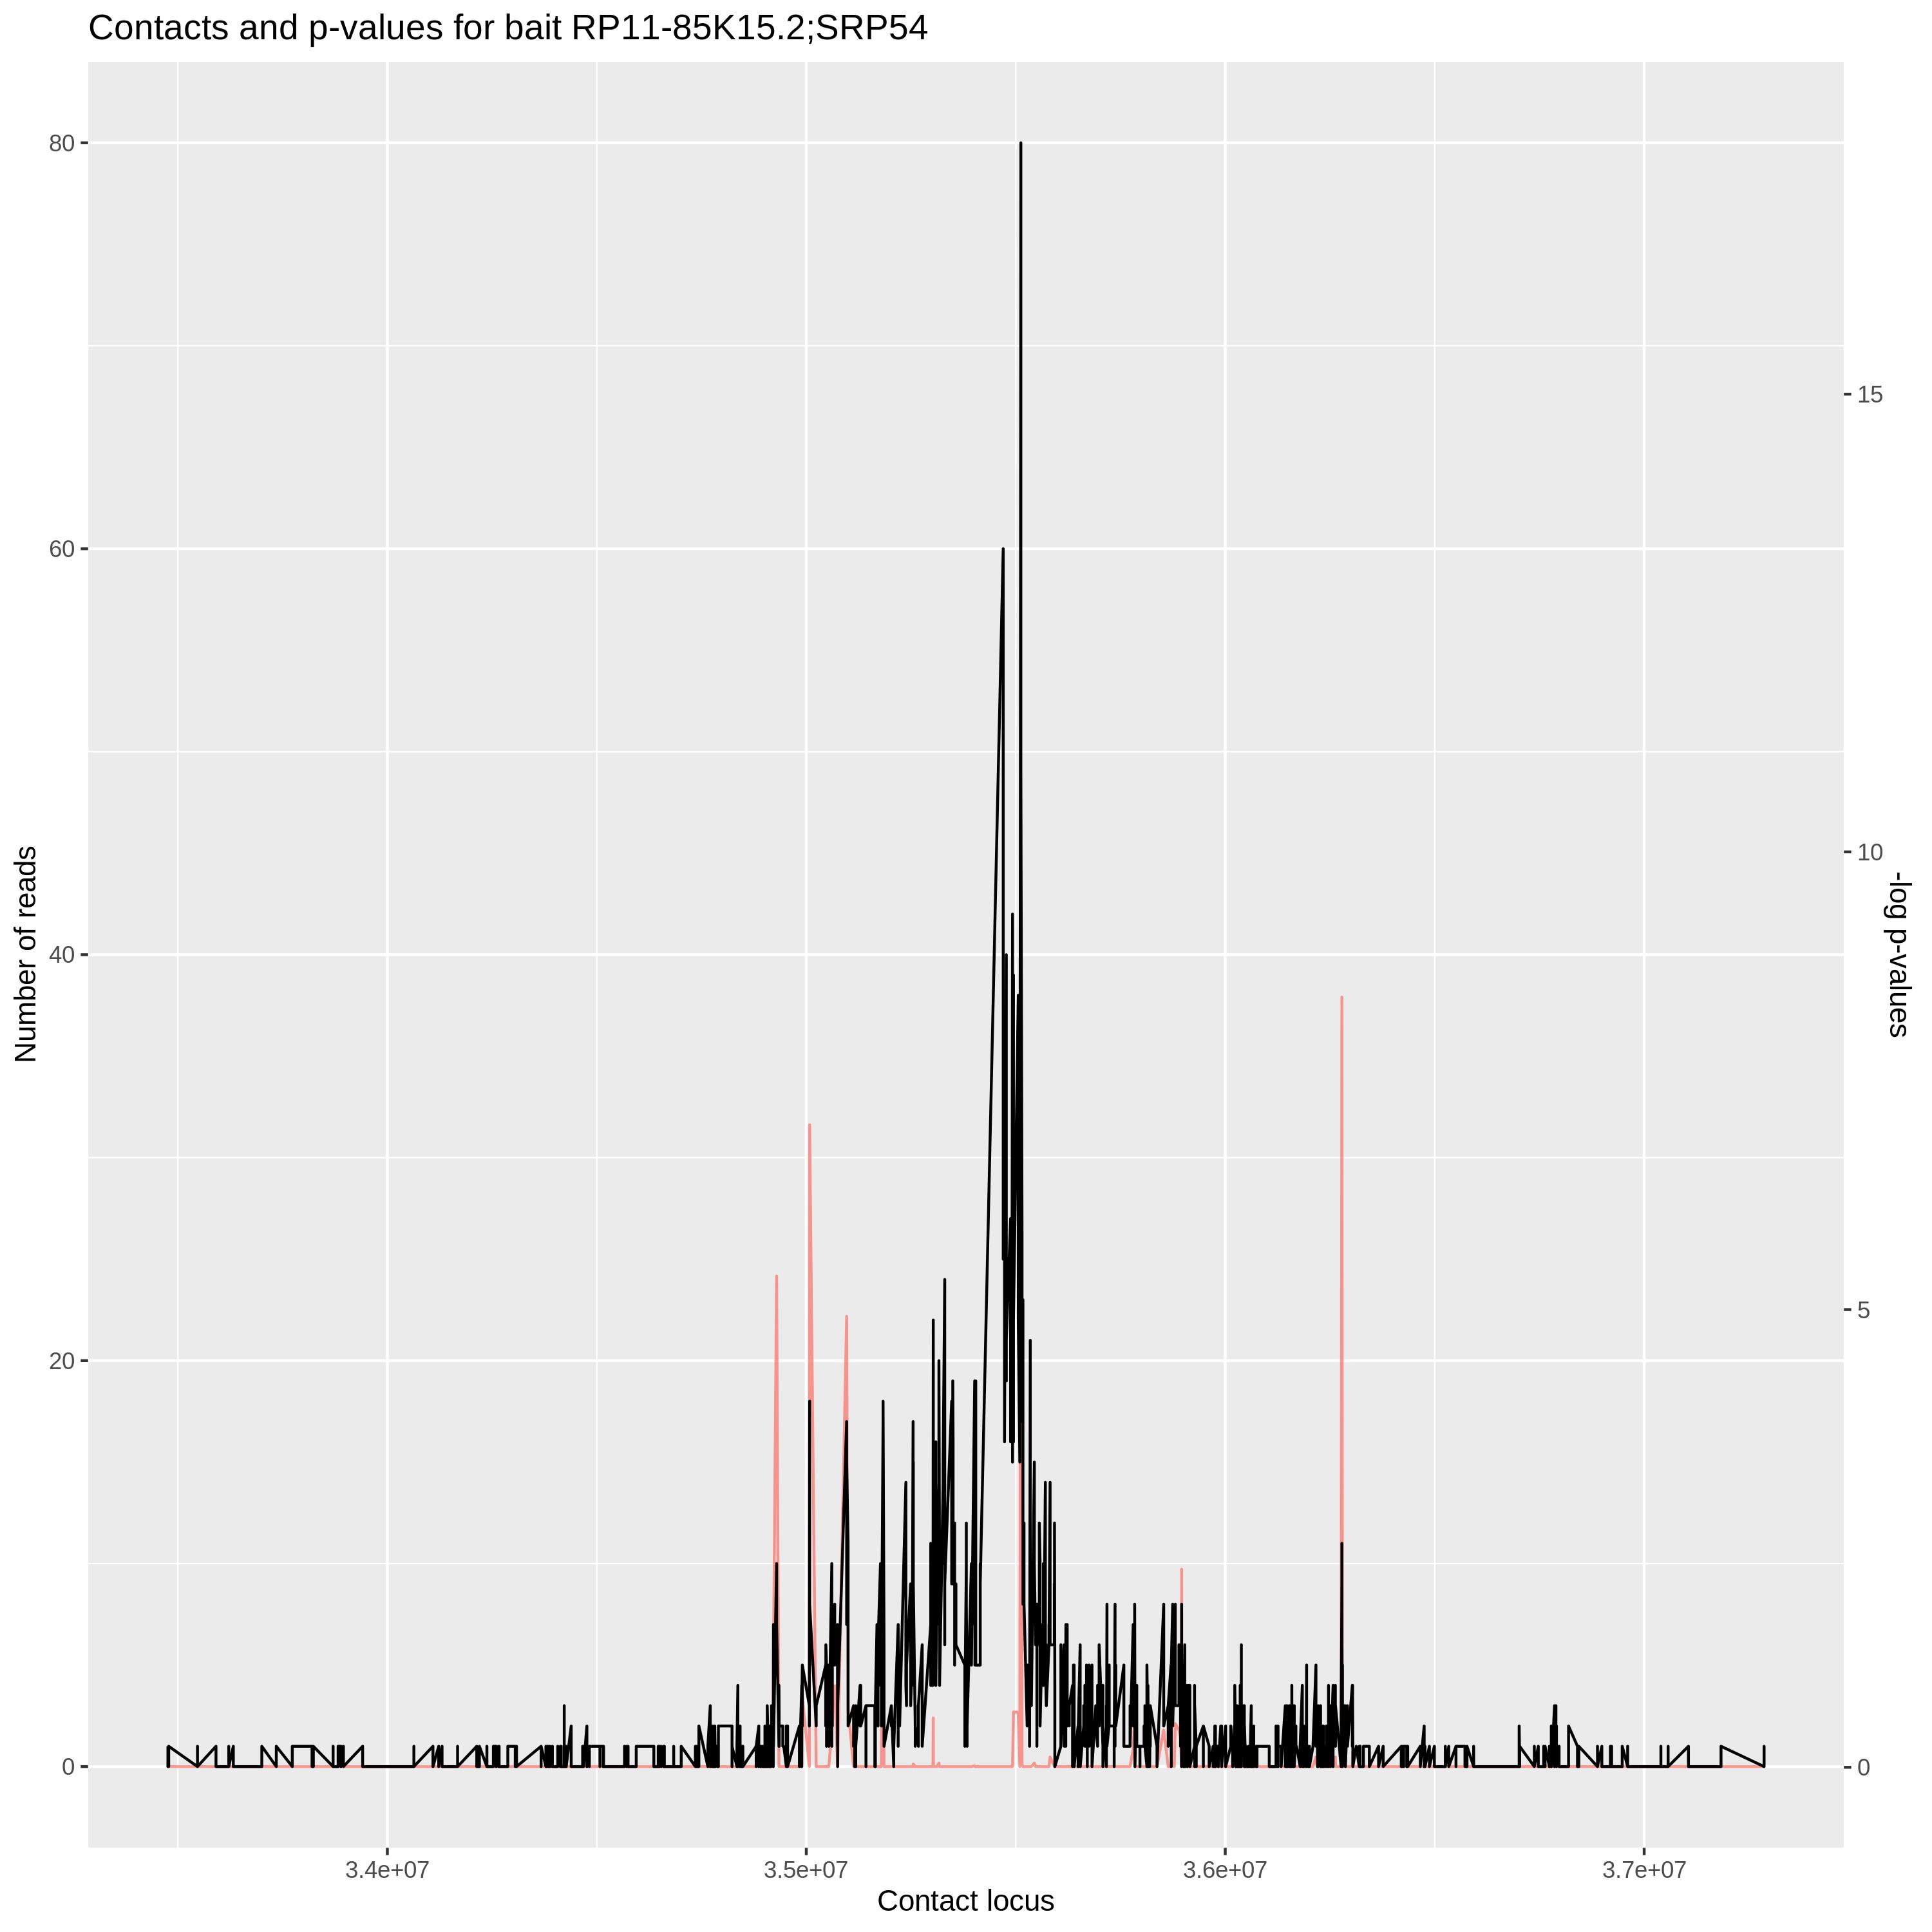 Contacts and p-values for bait RP11-85K15.2;SRP54
80
60
40
20
0
Number of reads
15
10
5
0
-log p-values
3.4e+07
3.5e+07
3.6e+07
3.7e+07
Contact locus